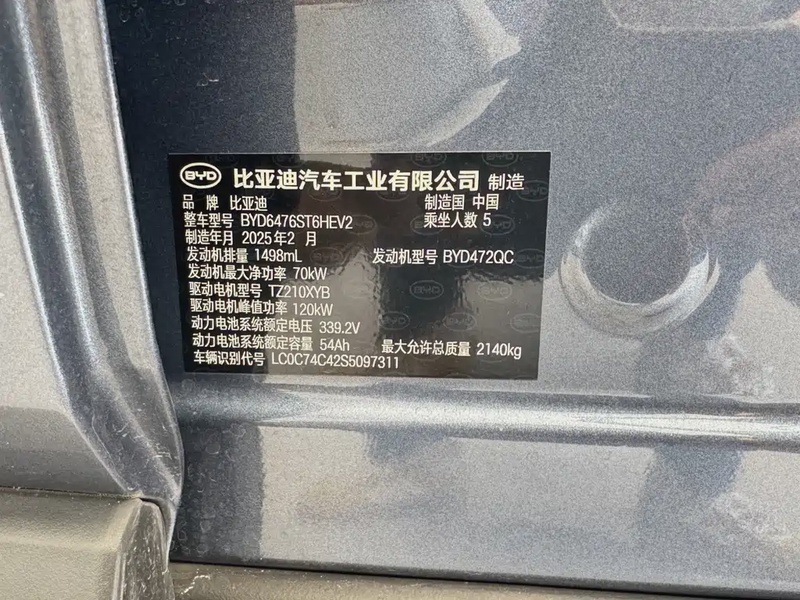 BYD 比亚迪汽车工业有限公司 制造
品 牌 比亚迪 制造国 中国
整车型号 BYD6476ST6HEV2 乘坐人数 5
制造年月 2025年2 月
发动机排量 1498mL 发动机型号 BYD472QC
发动机最大净功率 70kW
驱动电机型号 TZ210XYB
驱动电机峰值功率 120kW
动力电池系统额定电压 339.2V
动力电池系统额定容量 54Ah 最大允许总质量 2140kg
车辆识别代号 LC0C74C42S5097311